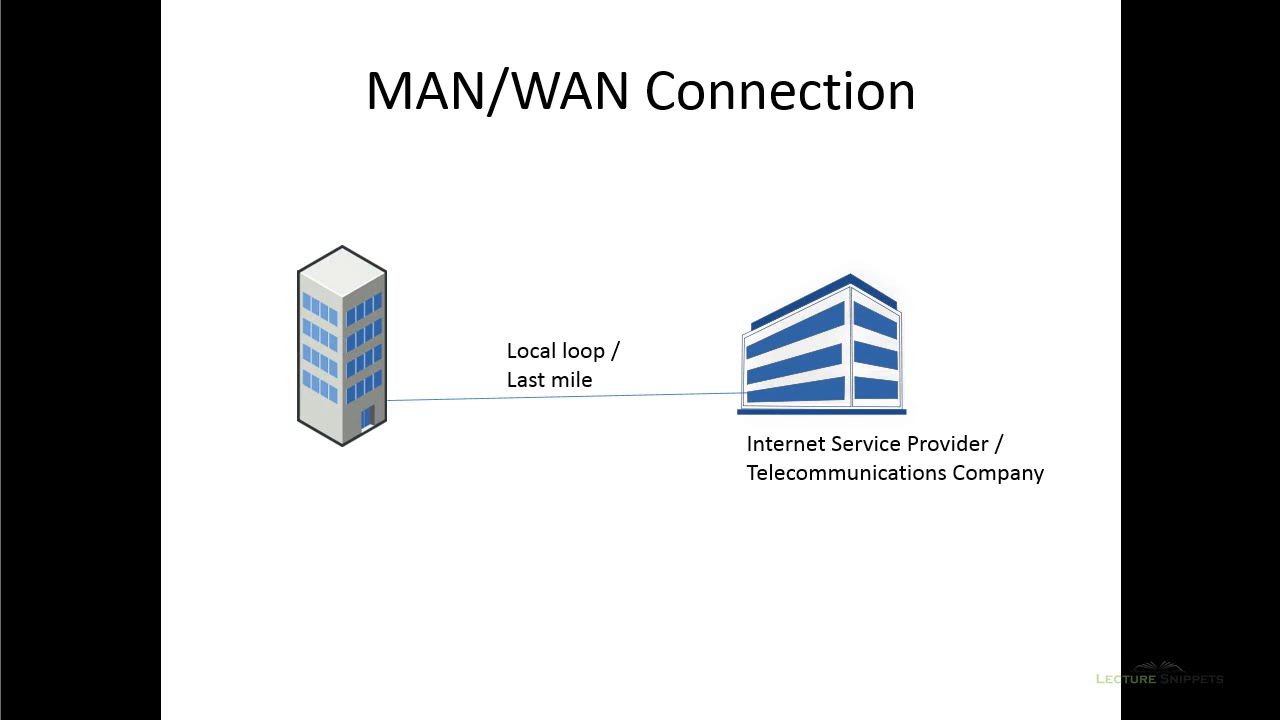 MAN/WAN Connection
Local loop /
Last mile
Internet Service Provider /
Telecommunications Company
LECTURE SNIPPETS